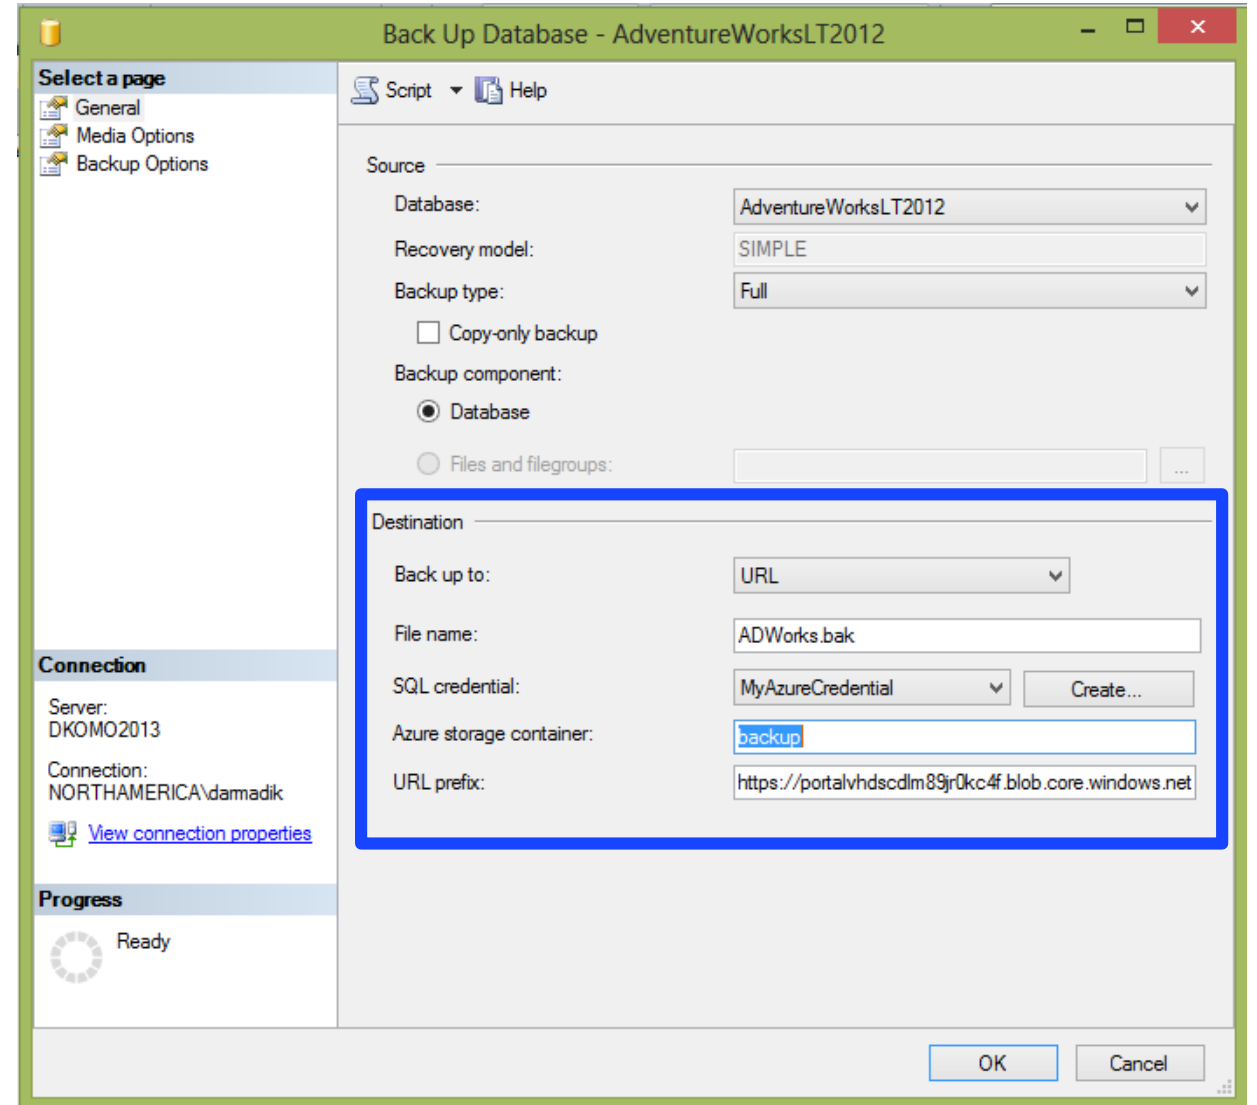 Back Up Database - AdventureWorksLT2012
Select a page
General
Media Options
Backup Options
Script
Help
Source
Database:
AdventureWorksLT2012
Recovery model:
SIMPLE
Backup type:
Full
Copy-only backup
Backup component:
Database
Files and filegroups:
...
Destination
Back up to:
URL
File name:
ADWorks.bak
SQL credential:
MyAzureCredential
Create...
Azure storage container:
backup
URL prefix:
https://portalvhdscdlm89jr0kc4f.blob.core.windows.net
Connection
Server:
DKOMO2013
Connection:
NORTHAMERICA\darmadik
View connection properties
Progress
Ready
OK
Cancel